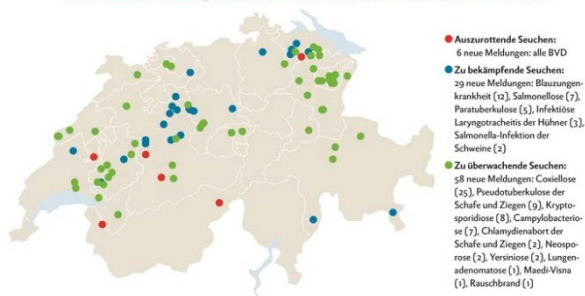 Auszurottende Seuchen:
6 neue Meldungen: alle BVD
Zu bekämpfende Seuchen:
29 neue Meldungen: Blauzungen-
krankheit (12), Salmonellose (7),
Paratuberkulose (5), Infektiöse
Laryngotracheitis der Hühner (3),
Salmonella-Infektion der
Schweine (2)
Zu überwachende Seuchen:
58 neue Meldungen: Coxiellose
(25), Pseudotuberkulose der
Schafe und Ziegen (9), Krypto-
sporidiose (8), Campylobacterio-
se (7), Chlamydienabort der
Schafe und Ziegen (2), Neospo-
rose (2), Yersiniose (2), Lungen-
adenomatose (1), Maedi-Visna
(1), Rauschbrand (1)